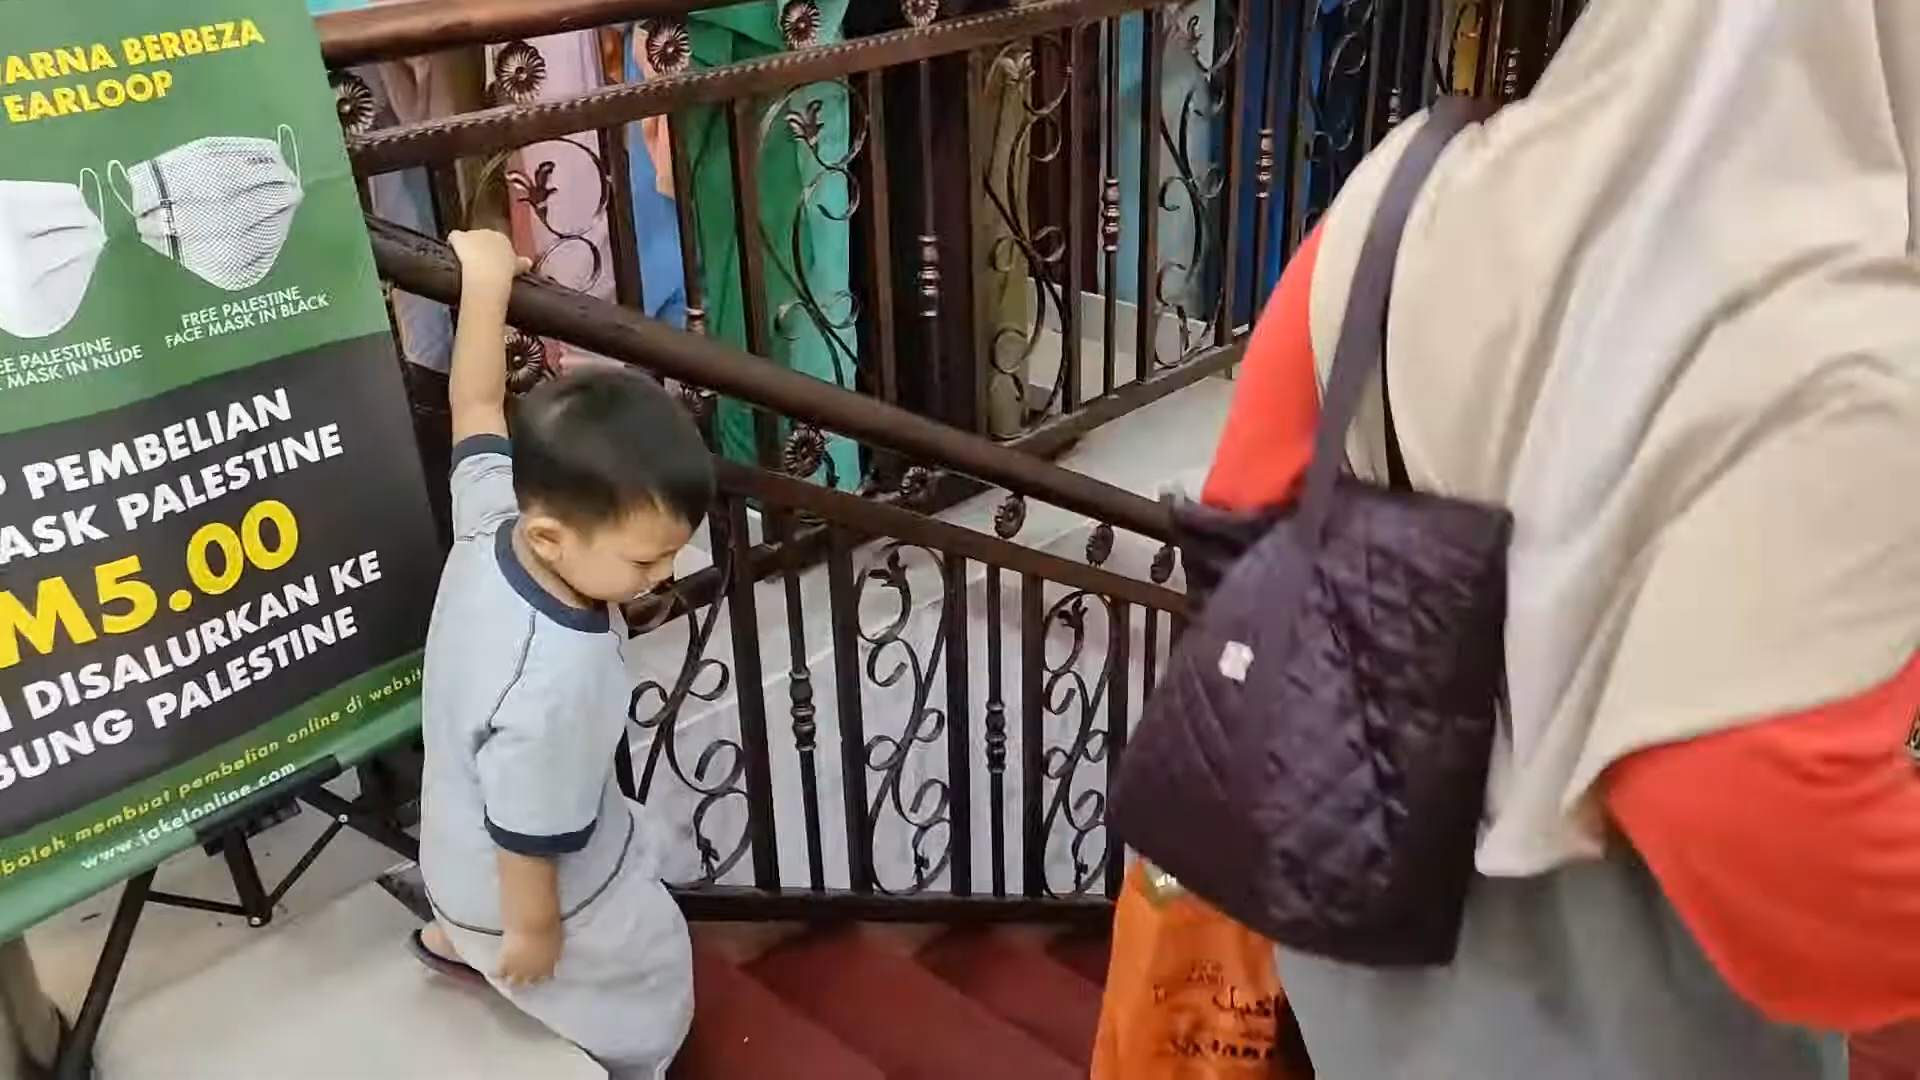 ARNA BERBEZA
EARLOOP
FREE PALESTINE
FACE MASK IN BLACK
EE PALESTINE
MASK IN NUDE
P PEMBELIAN
ASK PALESTINE
M5.00
N DISALURKAN KE
BUNG PALESTINE
boleh membuat pembelian online di websit
www.jakelonline.com